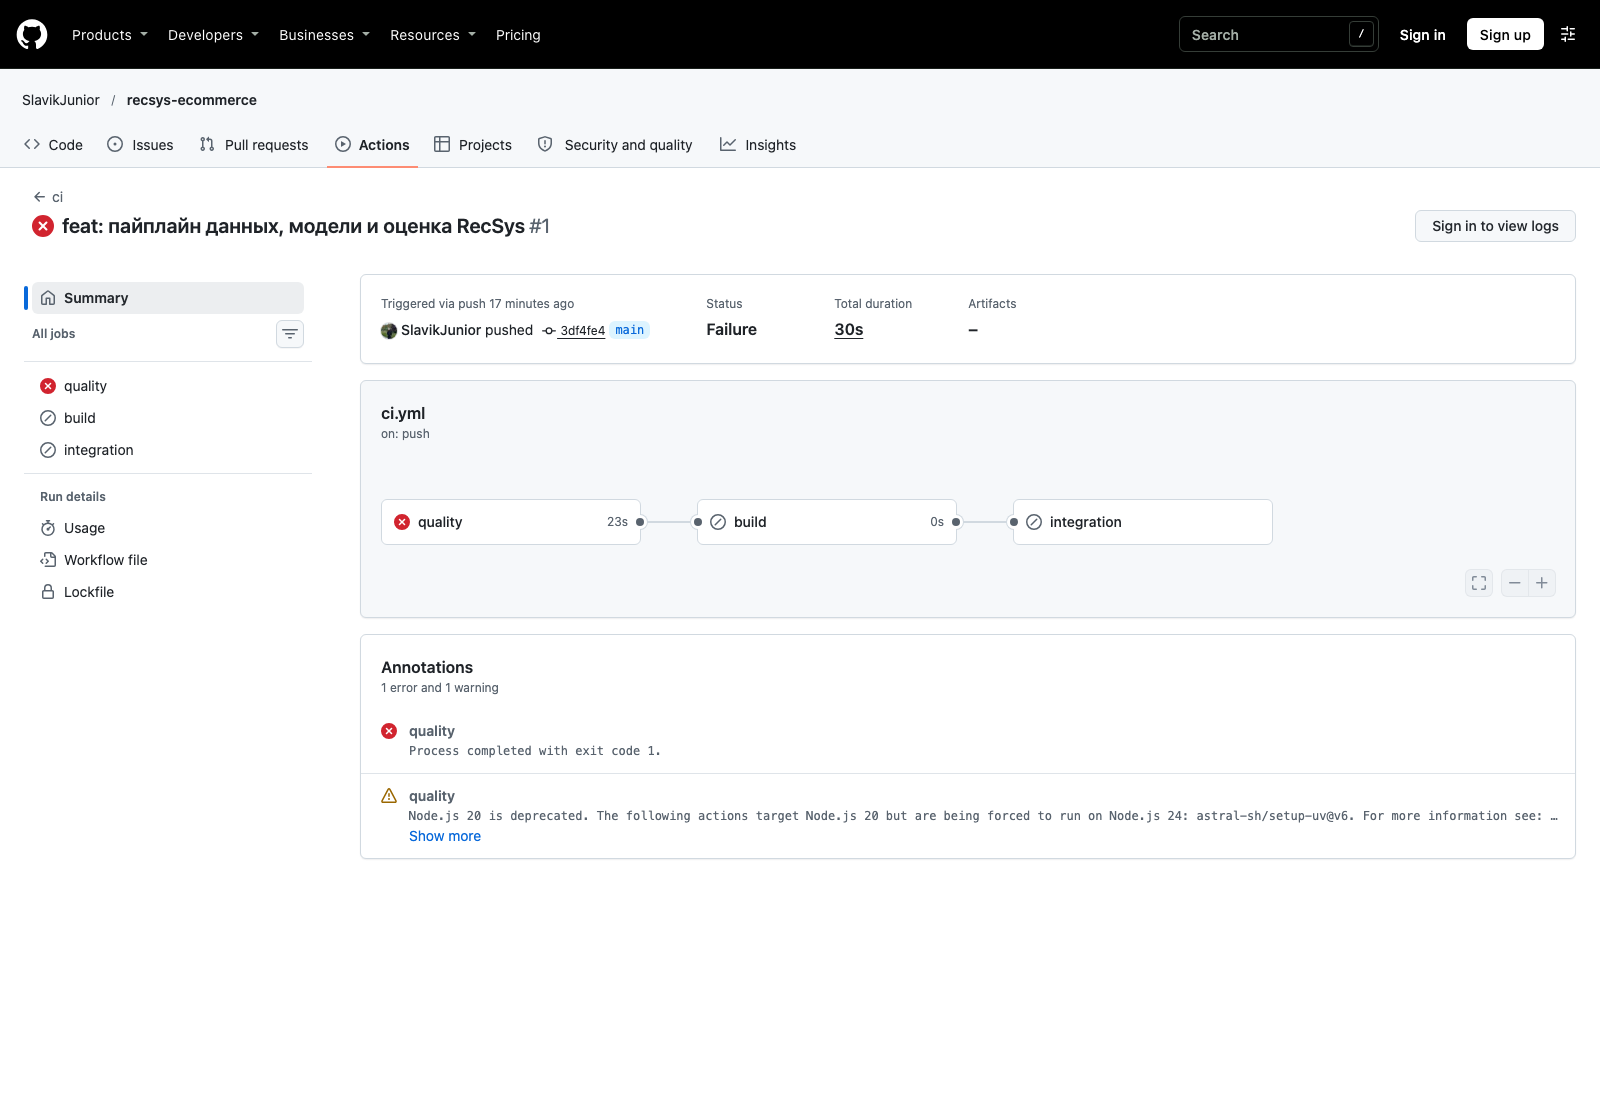 Products Developers Businesses Resources Pricing Search / Sign in Sign up
SlavikJunior / recsys-ecommerce
Code Issues Pull requests Actions Projects Security and quality Insights
ci
feat: пайплайн данных, модели и оценка RecSys #1
Sign in to view logs
Summary
All jobs
quality
build
integration
Run details
Usage
Workflow file
Lockfile
Triggered via push 17 minutes ago
SlavikJunior pushed 3df4fe4 main
Status
Failure
Total duration
30s
Artifacts
–
ci.yml
on: push
quality 23s
build 0s
integration
Annotations
1 error and 1 warning
quality
Process completed with exit code 1.
quality
Node.js 20 is deprecated. The following actions target Node.js 20 but are being forced to run on Node.js 24: astral-sh/setup-uv@v6. For more information see: …
Show more